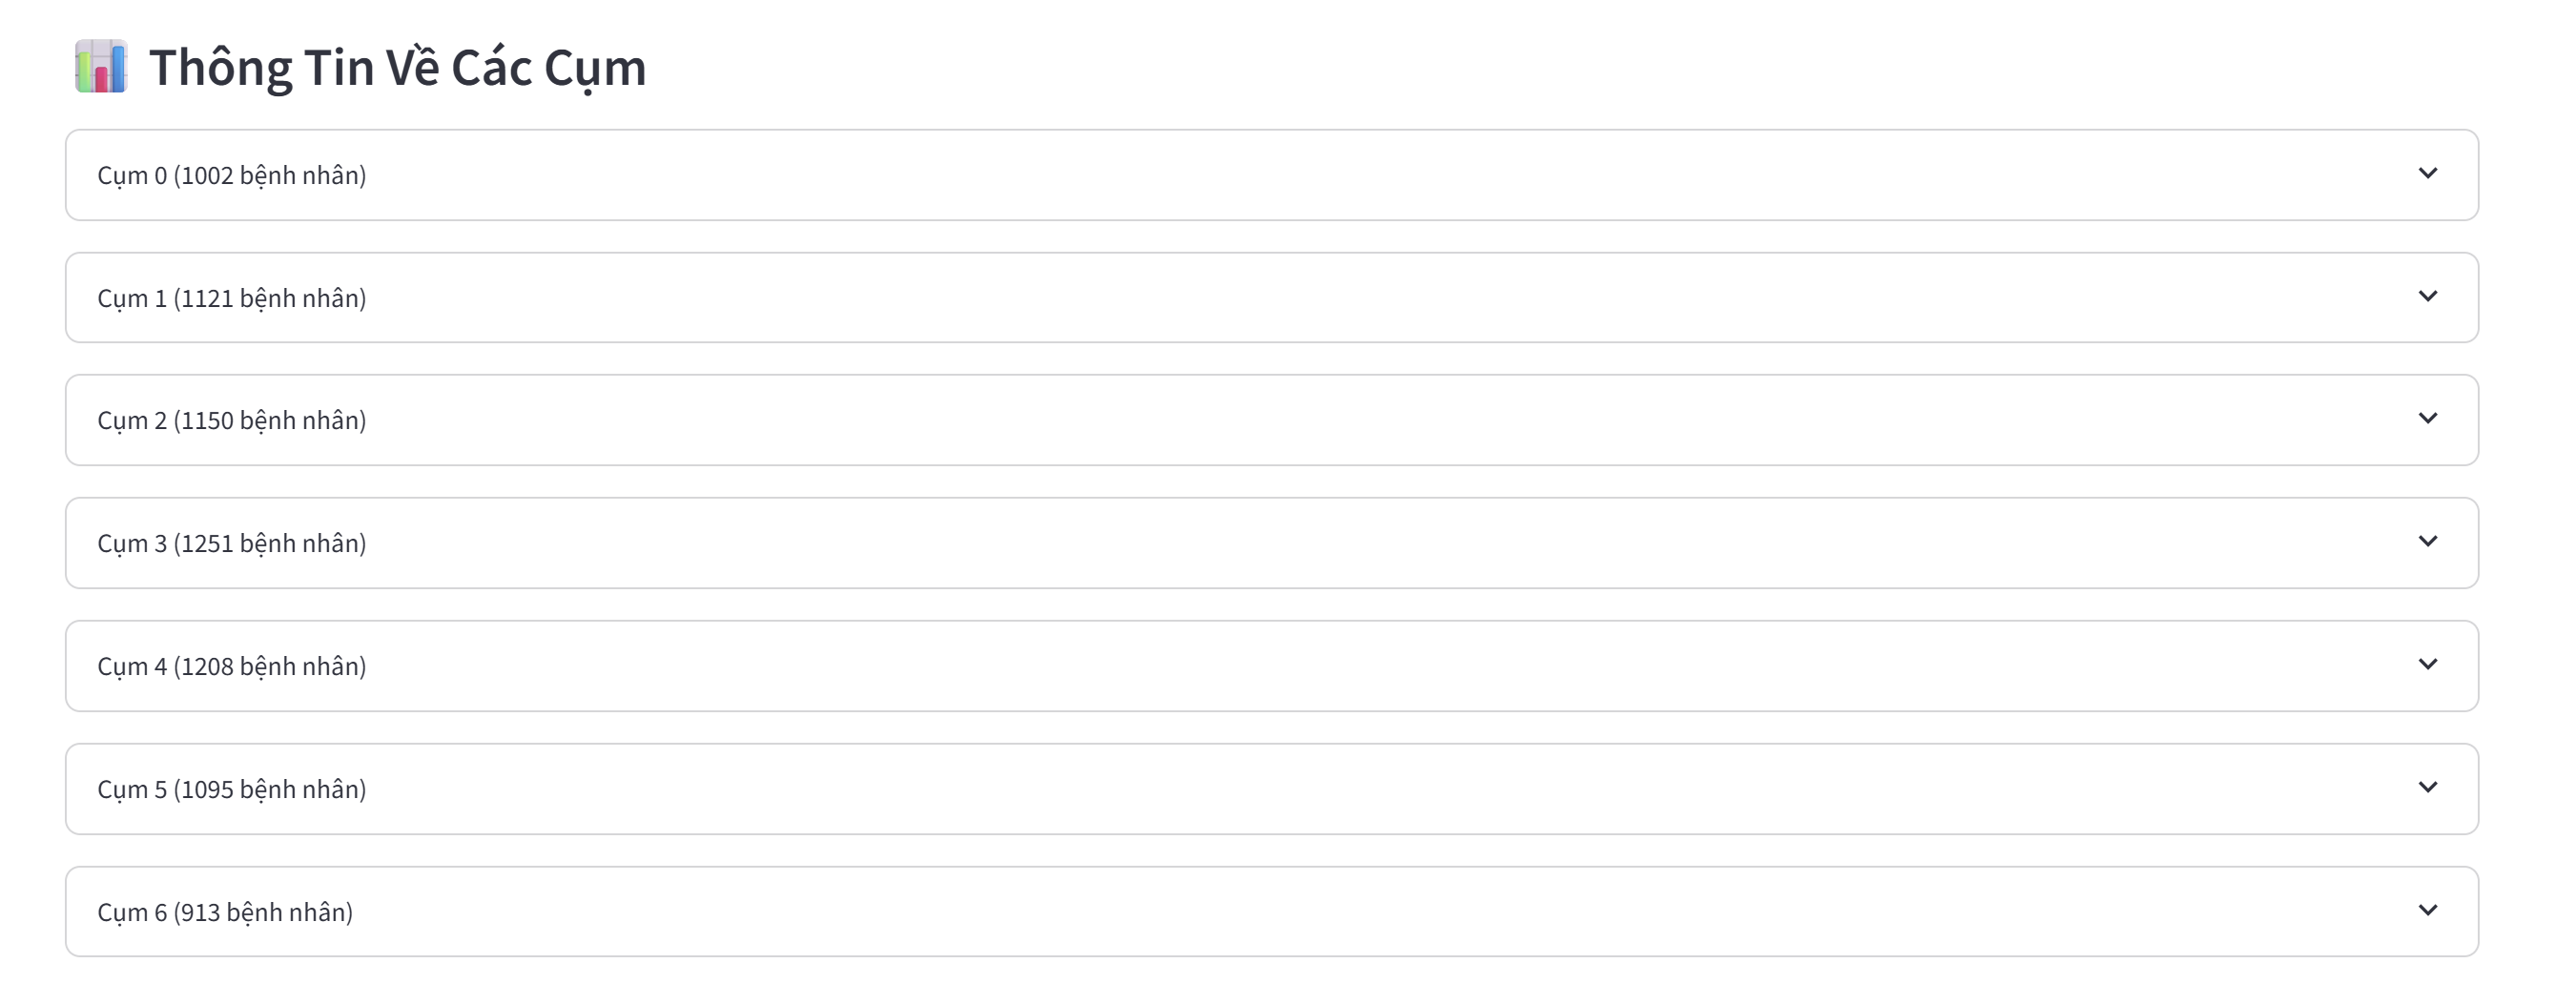 Thông Tin Về Các Cụm
Cụm 0 (1002 bệnh nhân)
Cụm 1 (1121 bệnh nhân)
Cụm 2 (1150 bệnh nhân)
Cụm 3 (1251 bệnh nhân)
Cụm 4 (1208 bệnh nhân)
Cụm 5 (1095 bệnh nhân)
Cụm 6 (913 bệnh nhân)